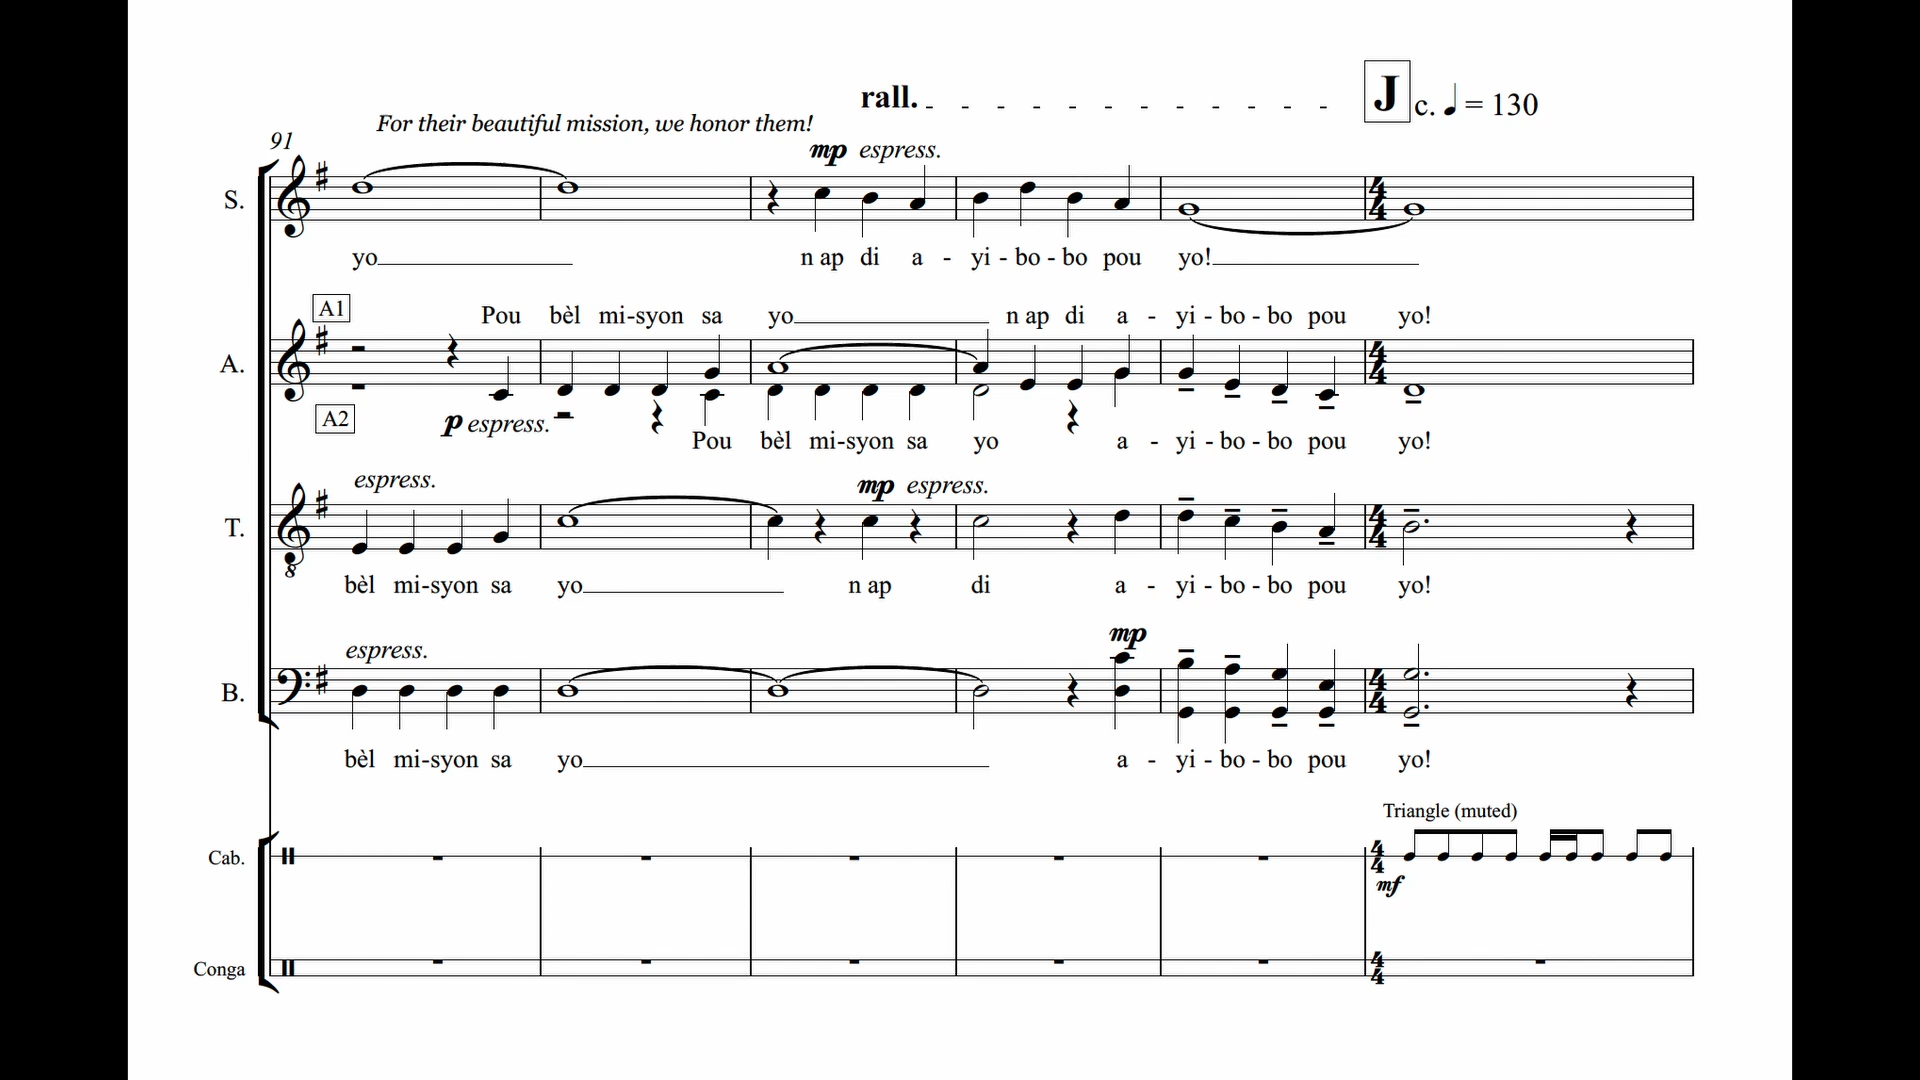 rall. J c. = 130
For their beautiful mission, we honor them!
91
mp espress.
S.
yo n ap di a - yi - bo - bo pou yo!
A1
Pou bèl mi-syon sa yo n ap di a - yi - bo - bo pou yo!
A.
A2
p espress.
Pou bèl mi-syon sa yo a - yi - bo - bo pou yo!
espress. mp espress.
T.
8
bèl mi-syon sa yo n ap di a - yi - bo - bo pou yo!
espress. mp
B.
bèl mi-syon sa yo a - yi - bo - bo pou yo!
Triangle (muted)
Cab.
mf
Conga